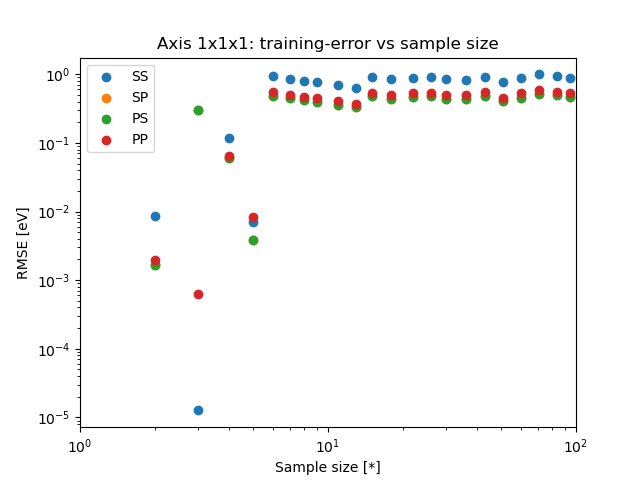 Axis 1x1x1: training-error vs sample size
SS
SP
PS
PP
RMSE [eV]
10^0
10^-1
10^-2
10^-3
10^-4
10^-5
10^0
10^1
10^2
Sample size [*]